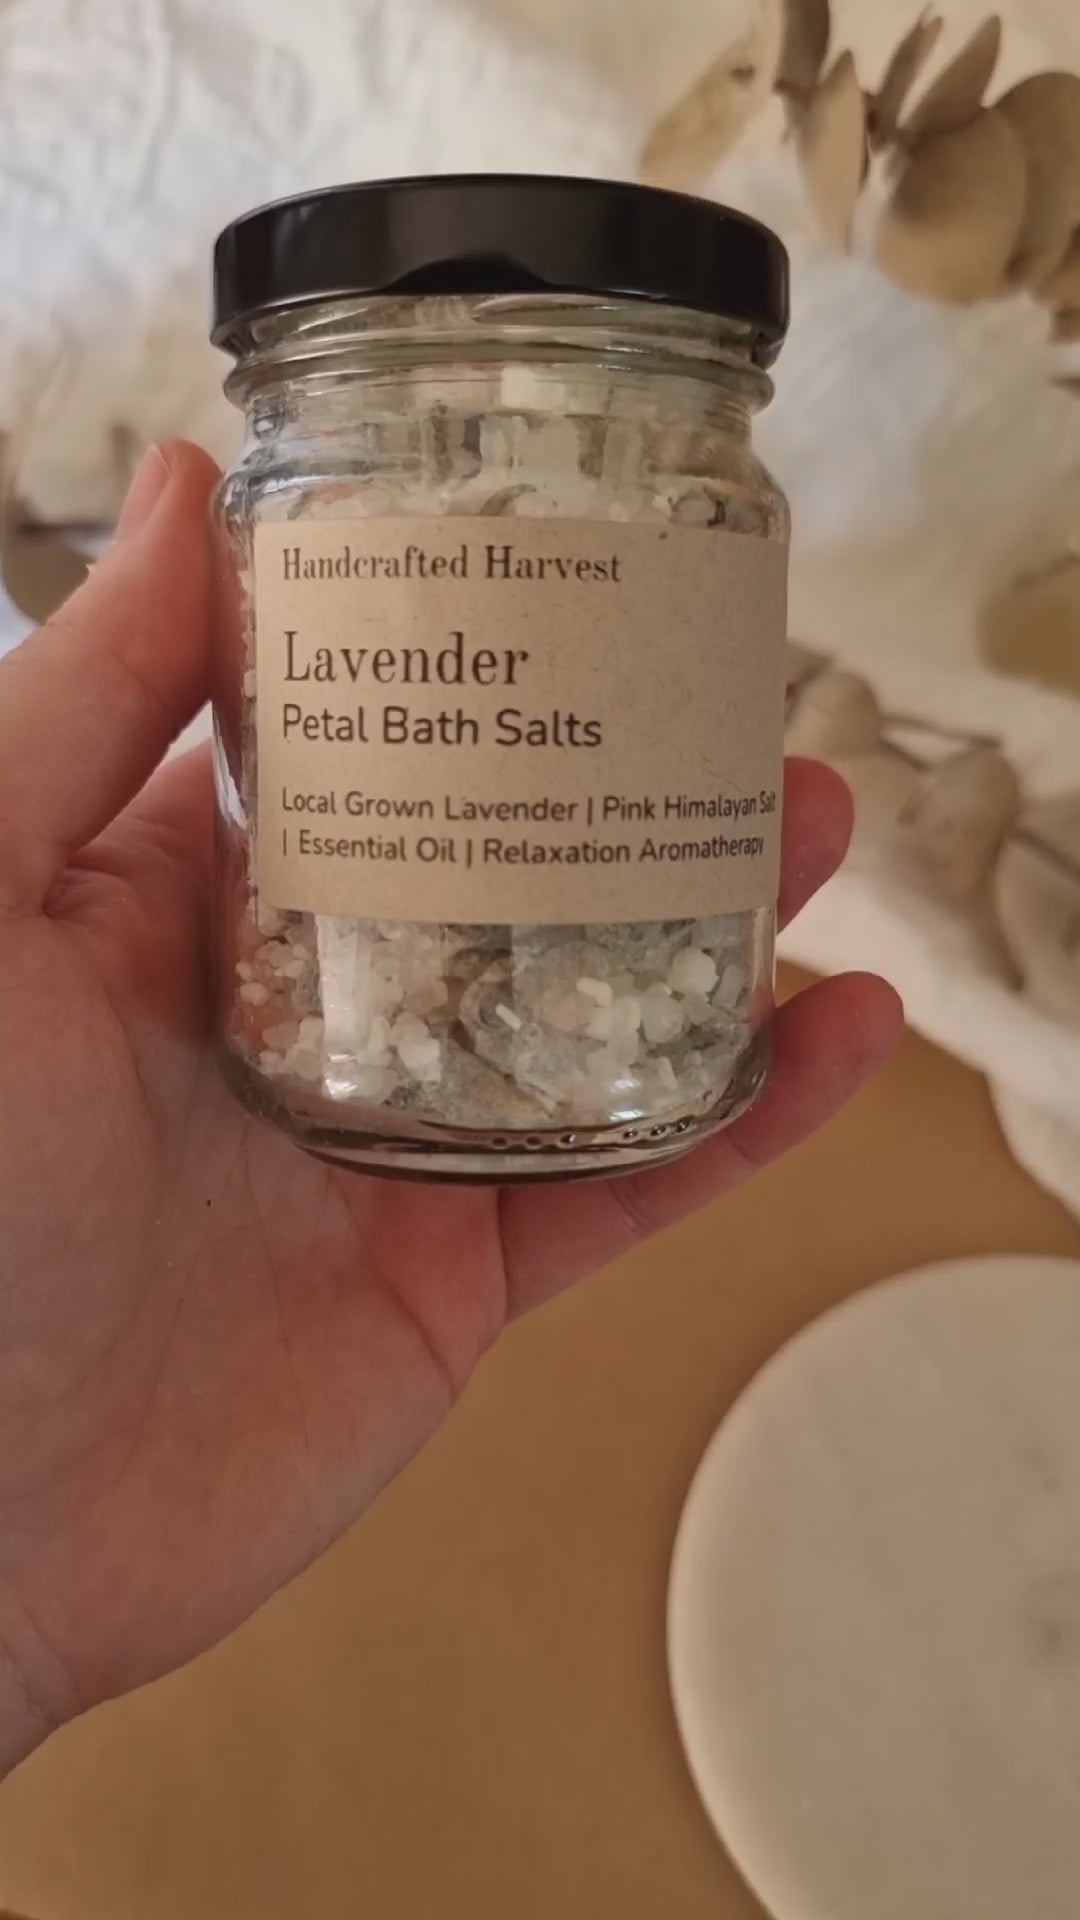 Handcrafted Harvest
Lavender
Petal Bath Salts
Local Grown Lavender | Pink Himalayan Salt
| Essential Oil | Relaxation Aromatherapy